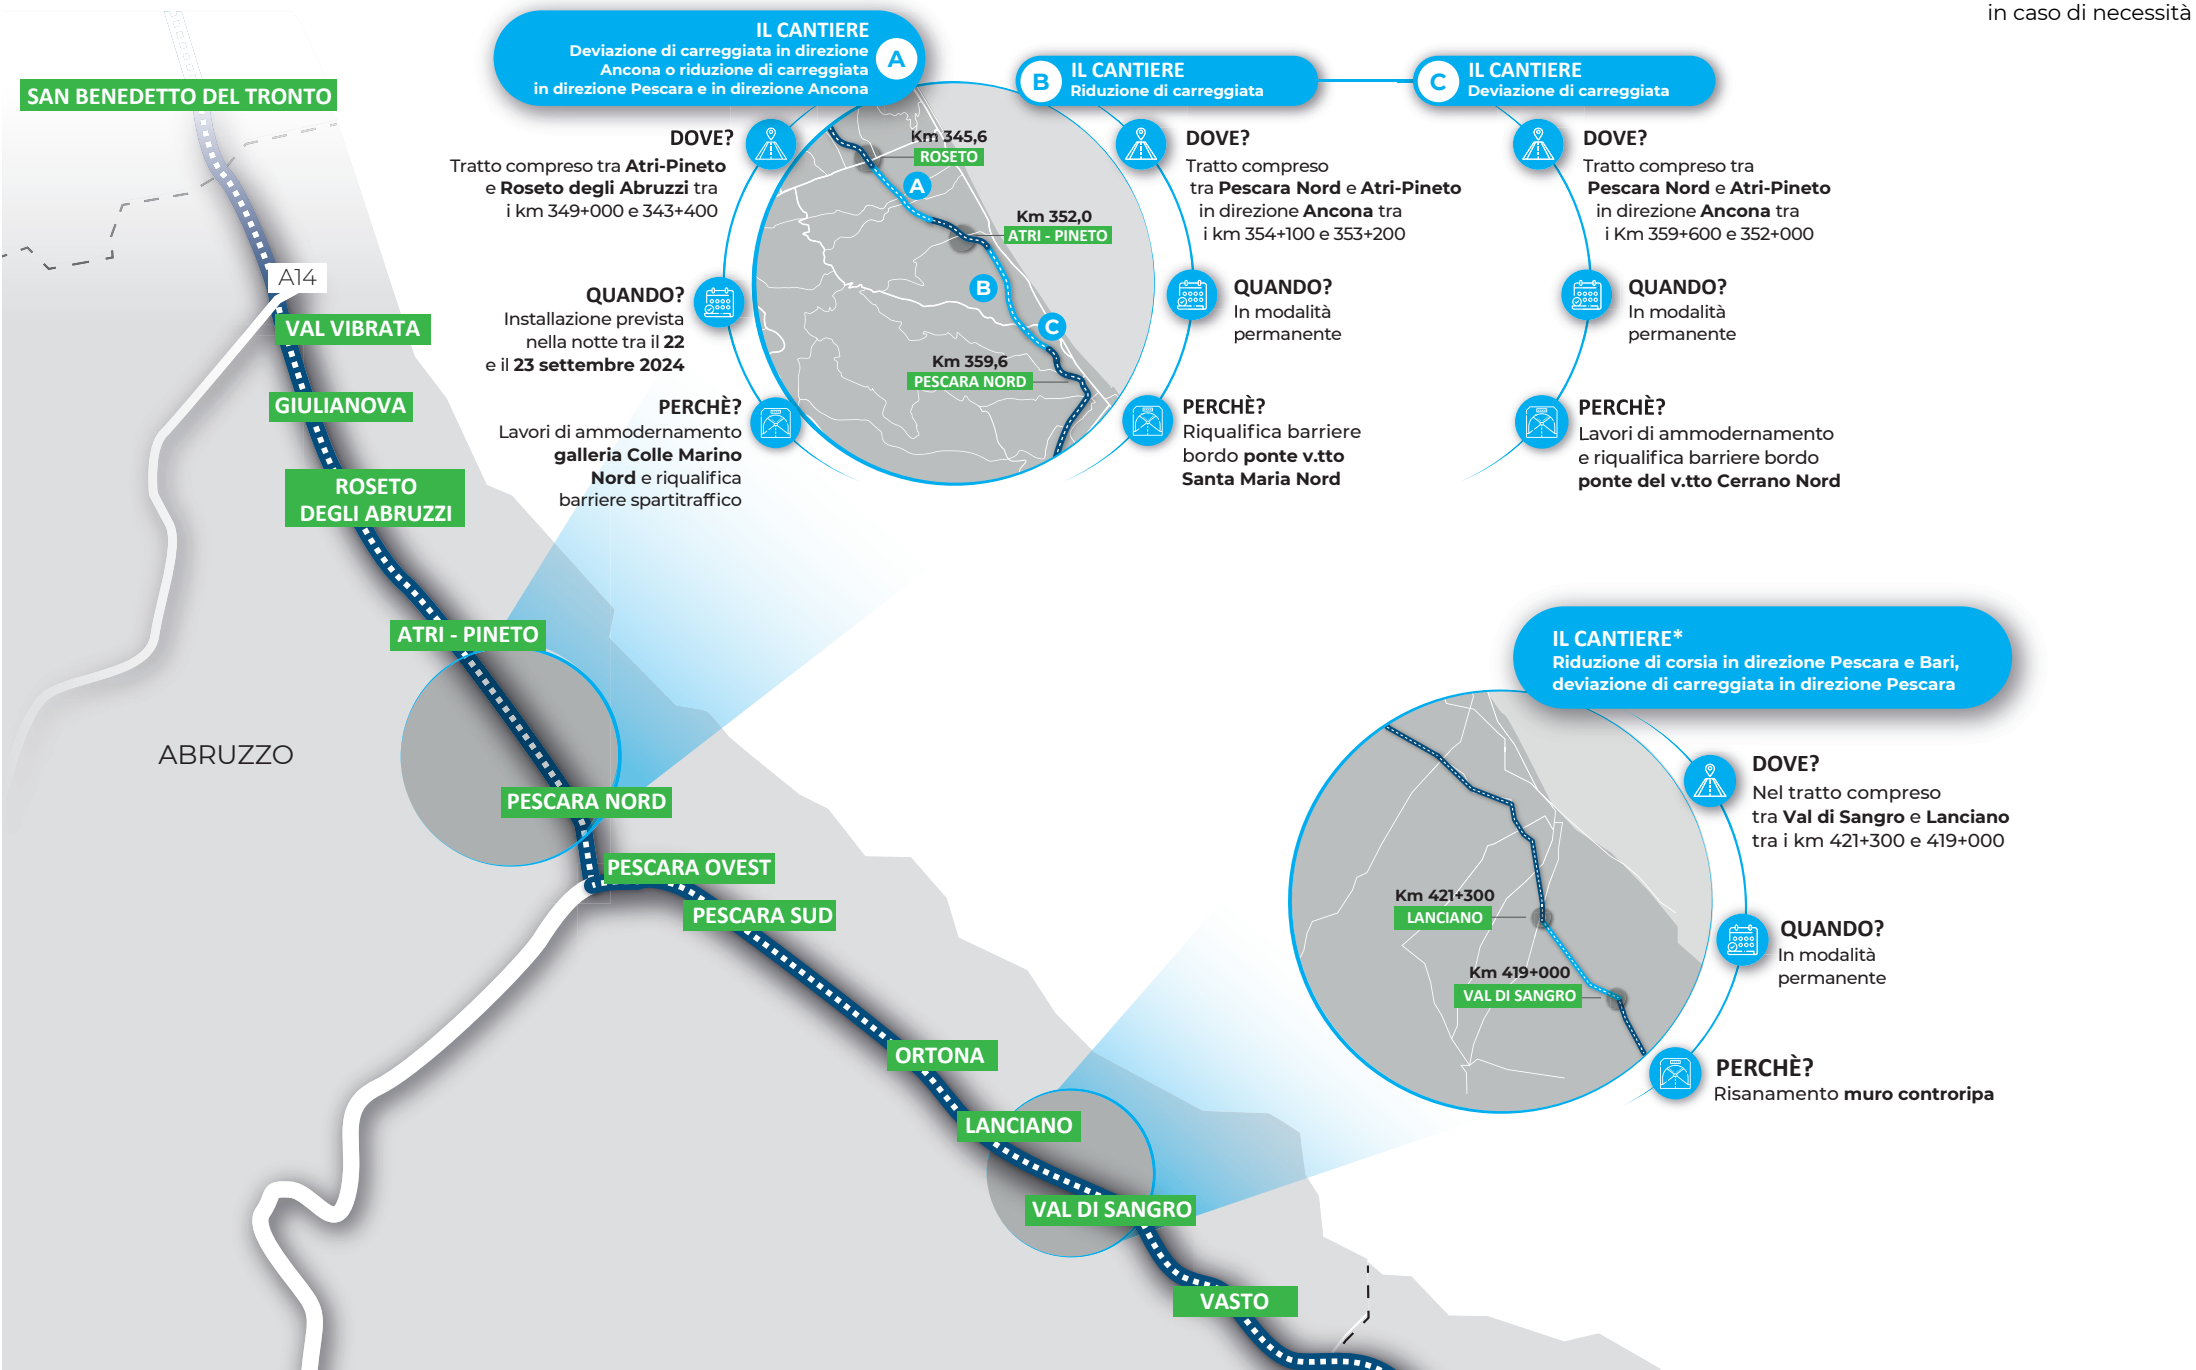 in caso di necessità
IL CANTIERE
Deviazione di carreggiata in direzione
Ancona o riduzione di carreggiata
in direzione Pescara e in direzione Ancona
A
DOVE?
Tratto compreso tra Atri-Pineto
e Roseto degli Abruzzi tra
i km 349+000 e 343+400
QUANDO?
Installazione prevista
nella notte tra il 22
e il 23 settembre 2024
PERCHÈ?
Lavori di ammodernamento
galleria Colle Marino
Nord e riqualifica
barriere spartitraffico
Km 345,6
ROSETO
A
Km 352,0
ATRI - PINETO
B
C
Km 359,6
PESCARA NORD
B
IL CANTIERE
Riduzione di carreggiata
DOVE?
Tratto compreso
tra Pescara Nord e Atri-Pineto
in direzione Ancona tra
i km 354+100 e 353+200
QUANDO?
In modalità
permanente
PERCHÈ?
Riqualifica barriere
bordo ponte v.tto
Santa Maria Nord
C
IL CANTIERE
Deviazione di carreggiata
DOVE?
Tratto compreso tra
Pescara Nord e Atri-Pineto
in direzione Ancona tra
i Km 359+600 e 352+000
QUANDO?
In modalità
permanente
PERCHÈ?
Lavori di ammodernamento
e riqualifica barriere bordo
ponte del v.tto Cerrano Nord
SAN BENEDETTO DEL TRONTO
A14
VAL VIBRATA
GIULIANOVA
ROSETO
DEGLI ABRUZZI
ATRI - PINETO
ABRUZZO
PESCARA NORD
PESCARA OVEST
PESCARA SUD
ORTONA
LANCIANO
VAL DI SANGRO
VASTO
IL CANTIERE*
Riduzione di corsia in direzione Pescara e Bari,
deviazione di carreggiata in direzione Pescara
DOVE?
Nel tratto compreso
tra Val di Sangro e Lanciano
tra i km 421+300 e 419+000
QUANDO?
In modalità
permanente
PERCHÈ?
Risanamento muro controripa
Km 421+300
LANCIANO
Km 419+000
VAL DI SANGRO